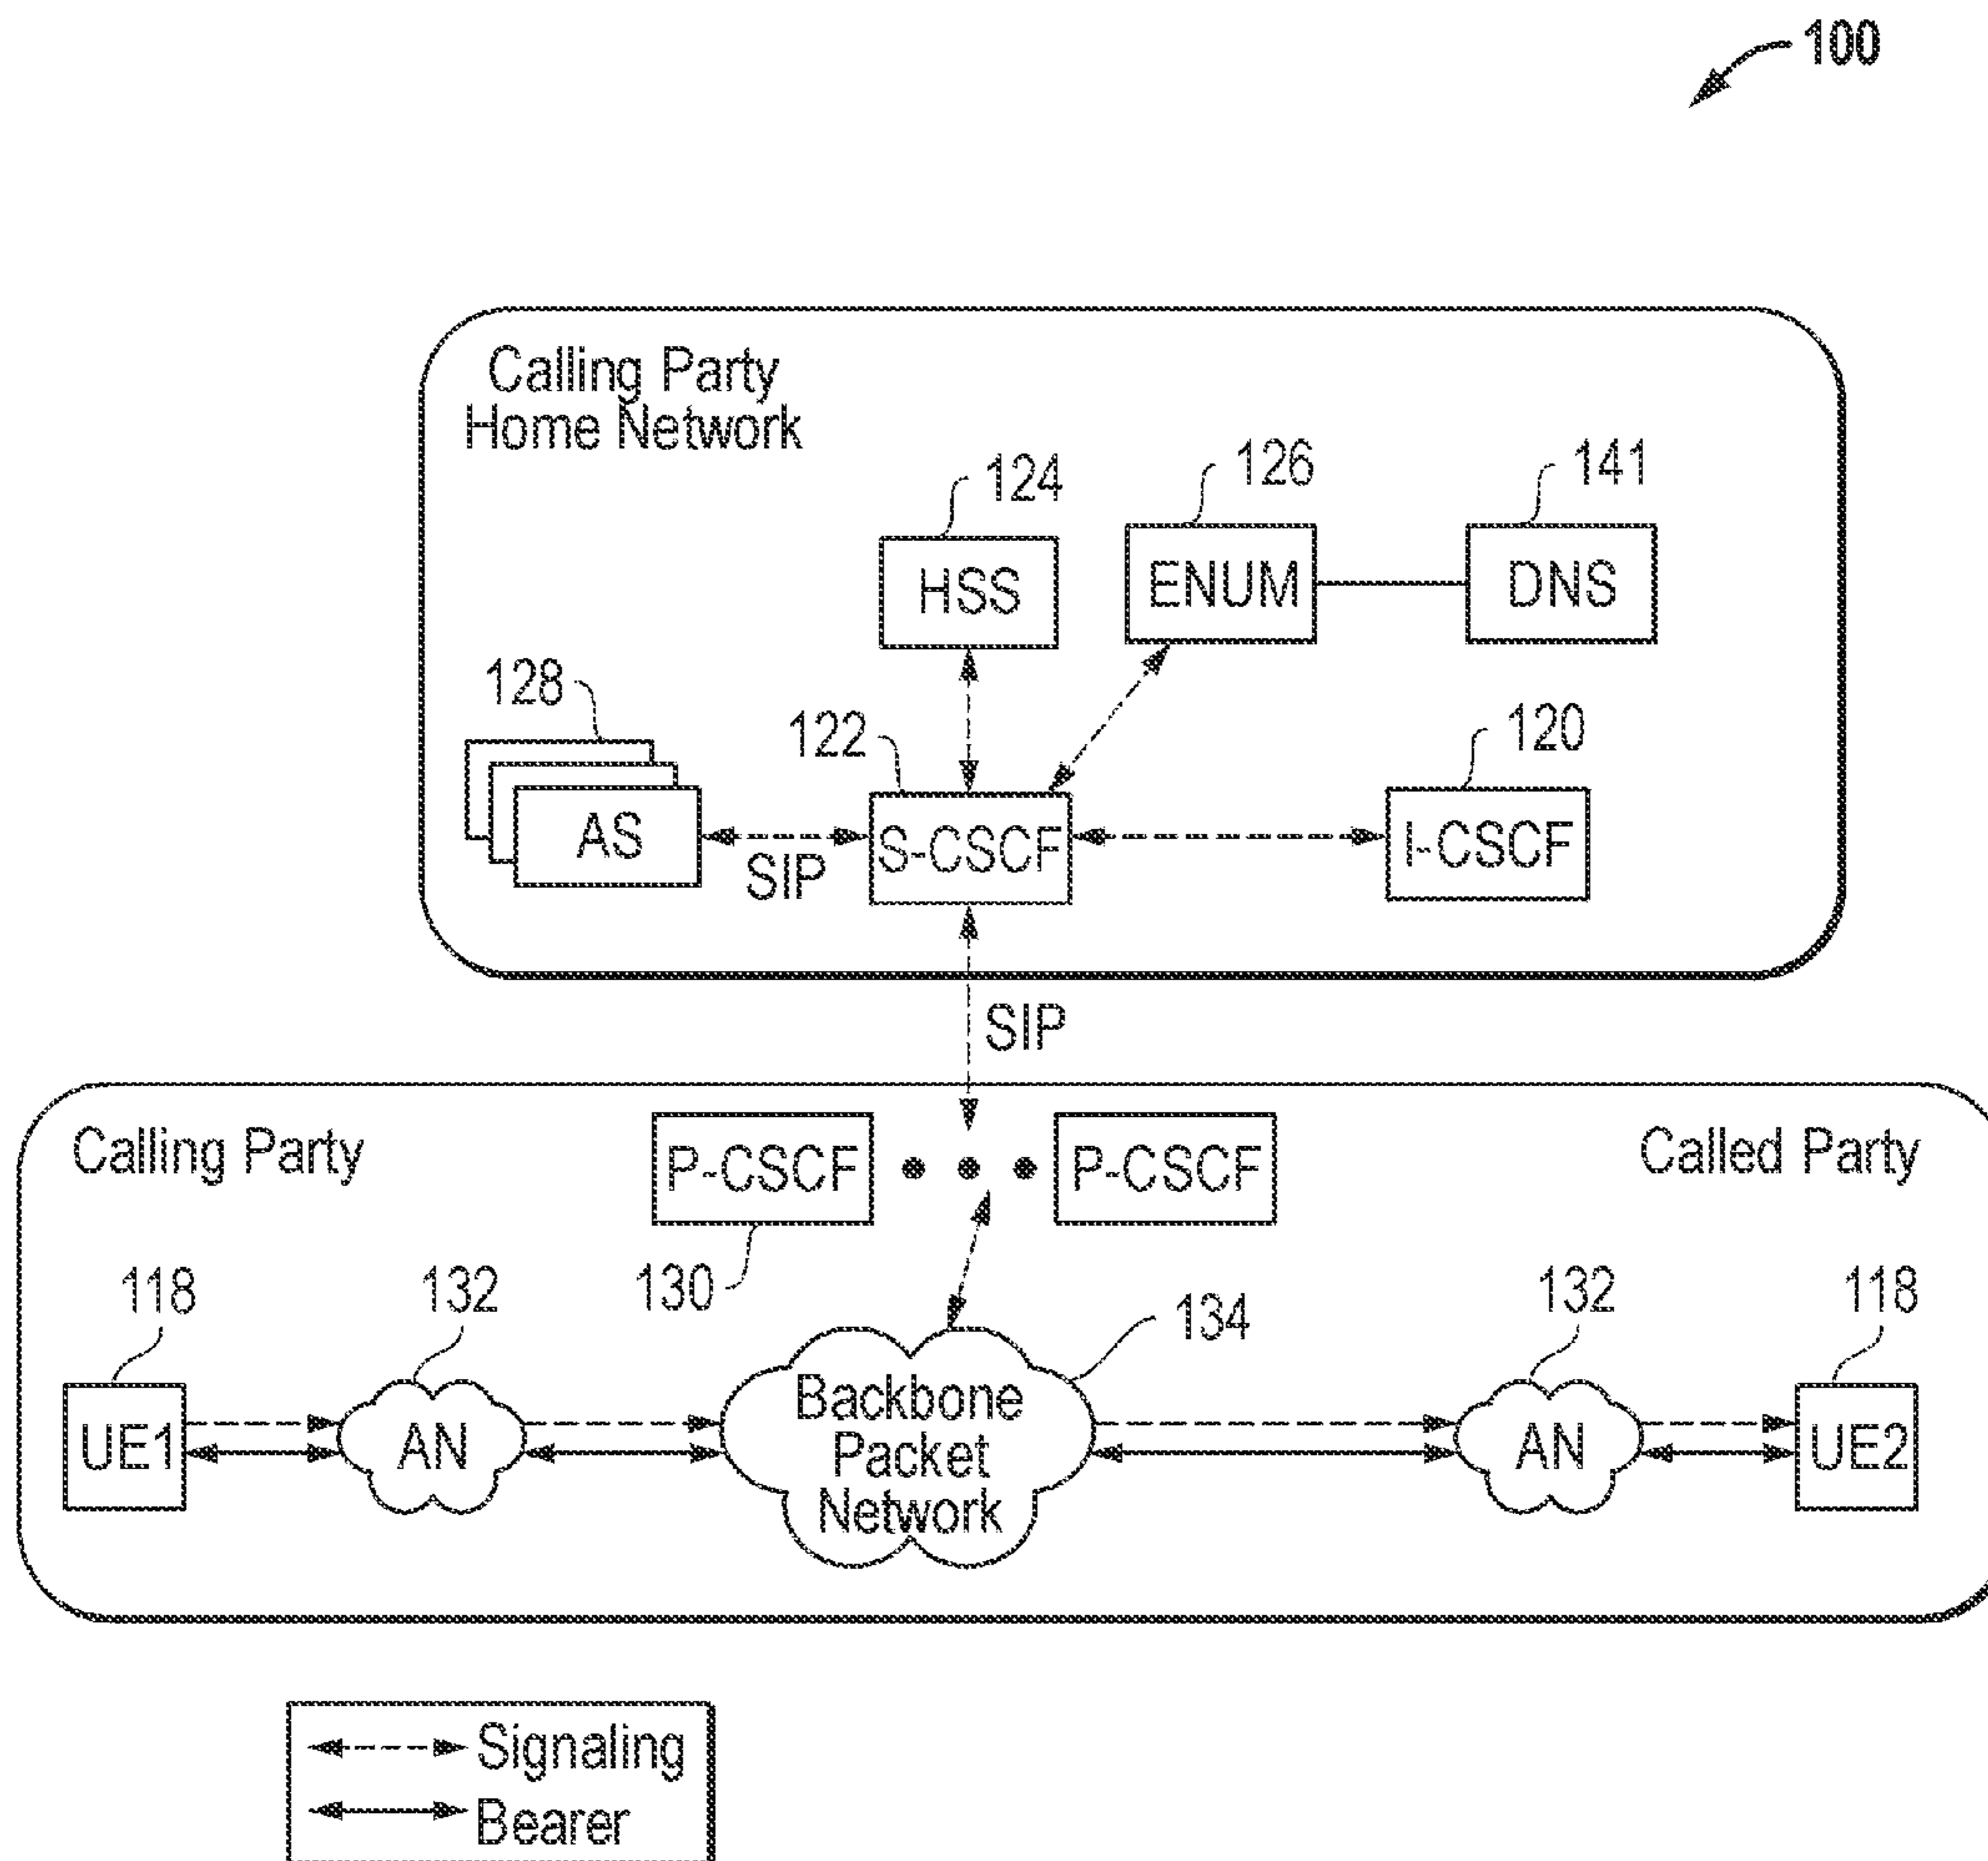 100
Calling Party
Home Network
124
126
141
HSS
ENUM
DNS
128
122
120
AS
SIP
S-CSCF
I-CSCF
SIP
Calling Party
P-CSCF
P-CSCF
Called Party
118
132
130
134
132
118
UE1
AN
Backbone
Packet
Network
AN
UE2
Signaling
Bearer